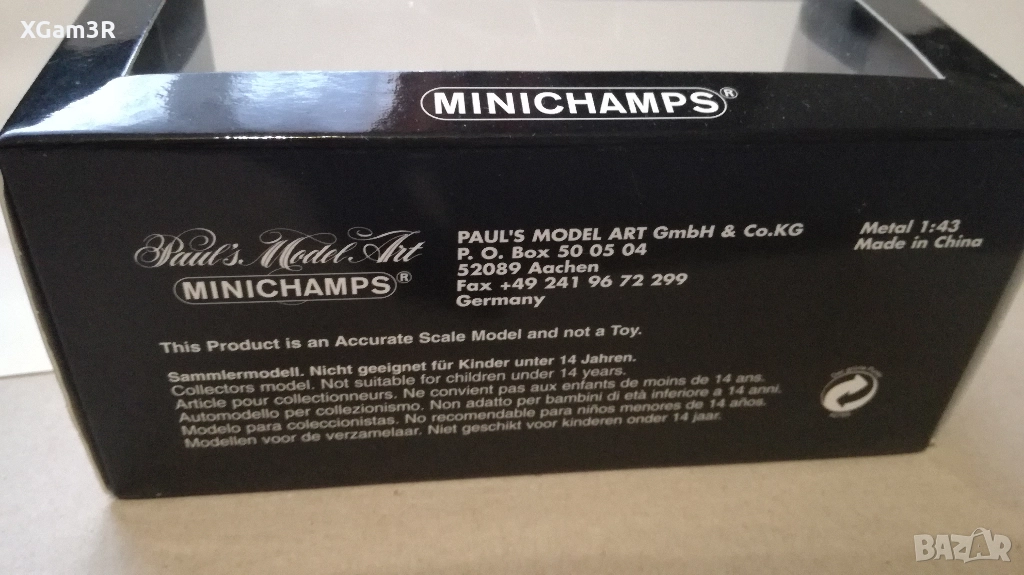 XGam3R
MINICHAMPS®
Paul's Model Art
MINICHAMPS®
PAUL'S MODEL ART GmbH & Co.KG
P. O. Box 50 05 04
52089 Aachen
Fax +49 241 96 72 299
Germany
Metal 1:43
Made in China
This Product is an Accurate Scale Model and not a Toy.
Sammlermodell. Nicht geeignet für Kinder unter 14 Jahren.
Collectors model. Not suitable for children under 14 years.
Article pour collectionneurs. Ne convient pas aux enfants de moins de 14 ans.
Automodello per collezionismo. Non adatto per bambini di età inferiore a 14 anni.
Modelo para coleccionistas. No recomendable para niños menores de 14 años.
Modellen voor de verzamelaar. Niet geschikt voor kinderen onder 14 jaar.
BAZAR